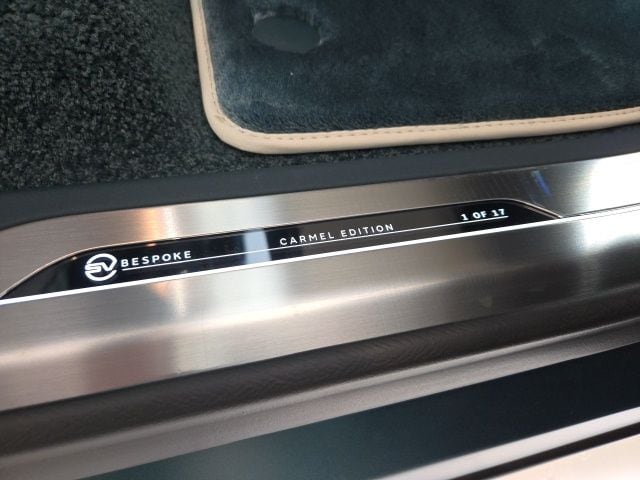 SV BESPOKE CARMEL EDITION 1 OF 17